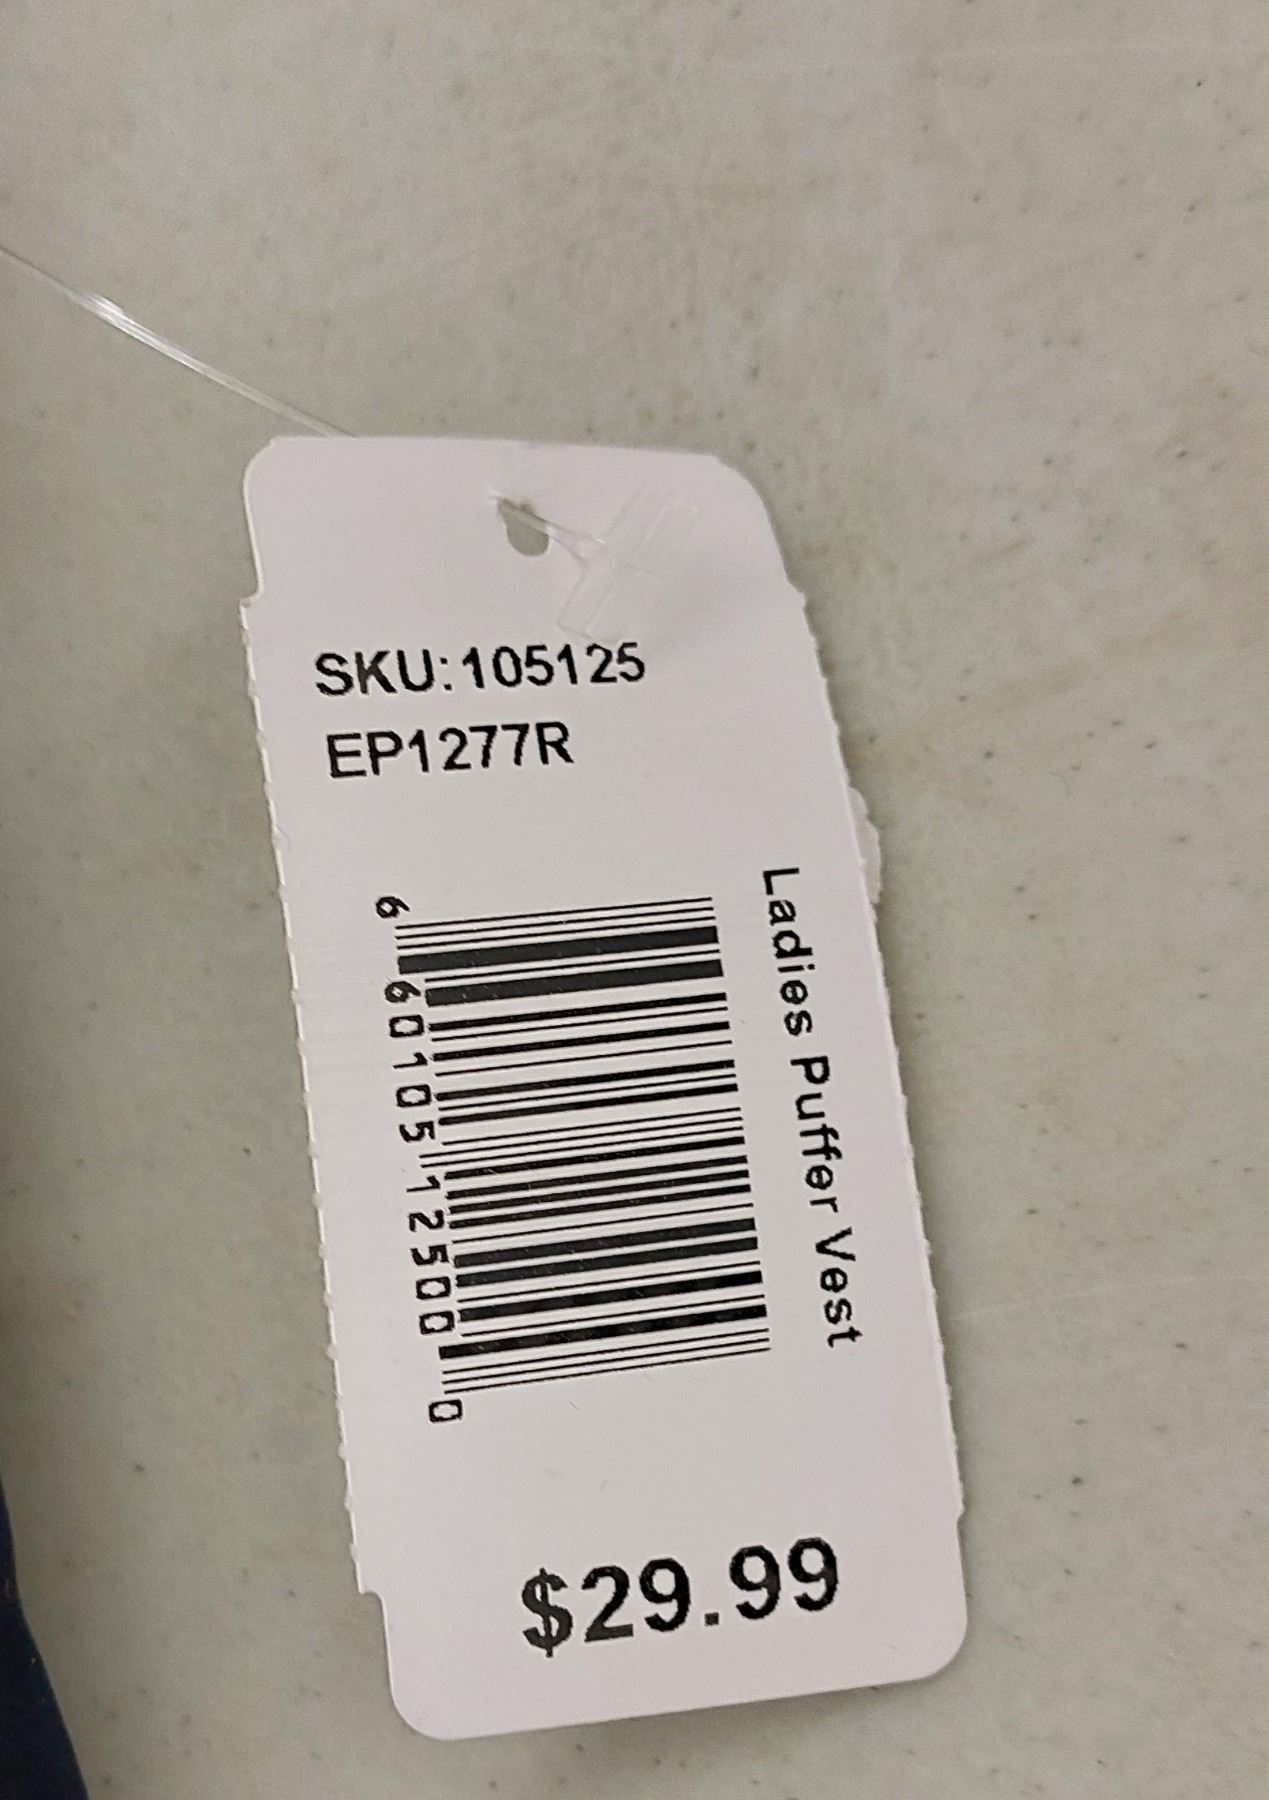 SKU:105125
EP1277R
Ladies Puffer Vest
6 60105 12500 0
$29.99